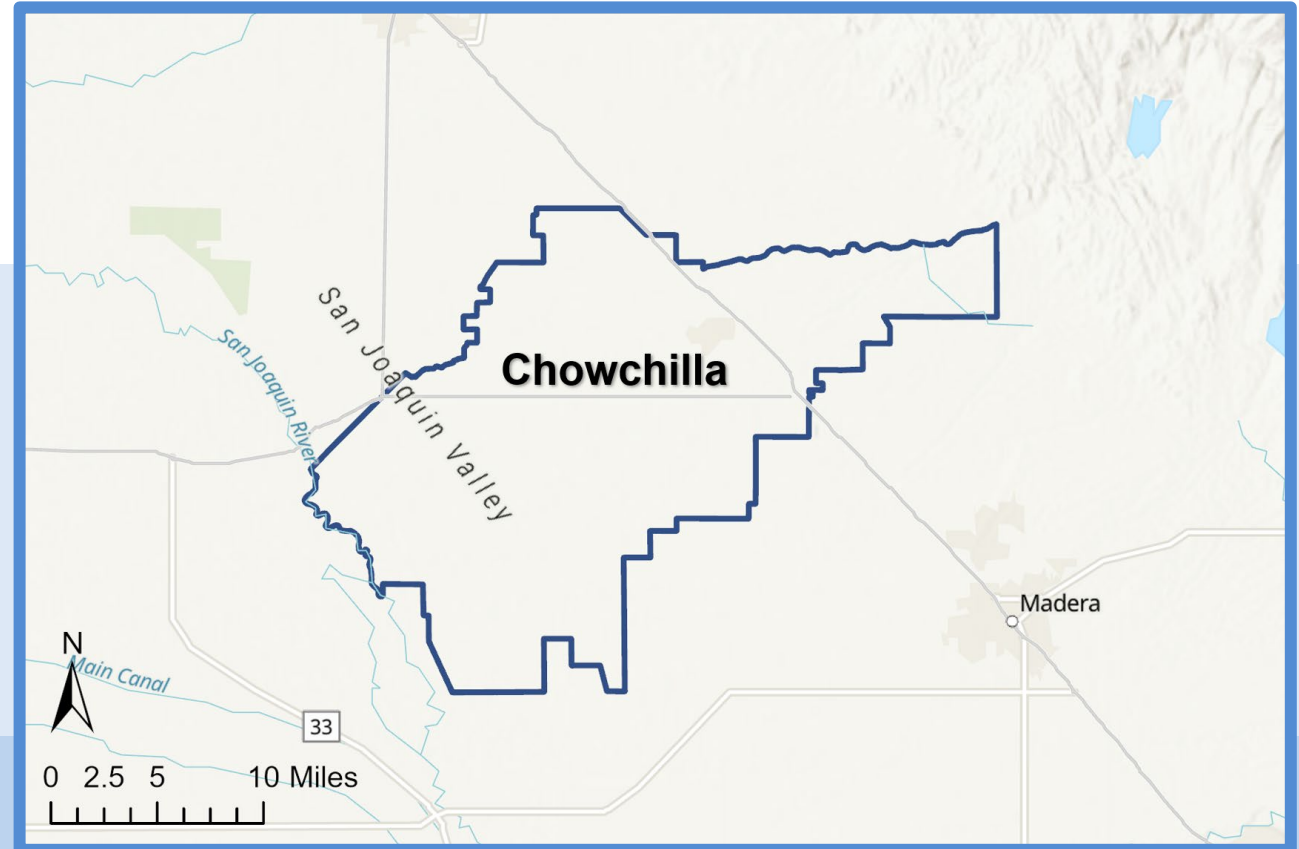 San Joaquin Valley
San Joaquin River
Chowchilla
Madera
N
Main Canal
33
0 2.5 5 10 Miles